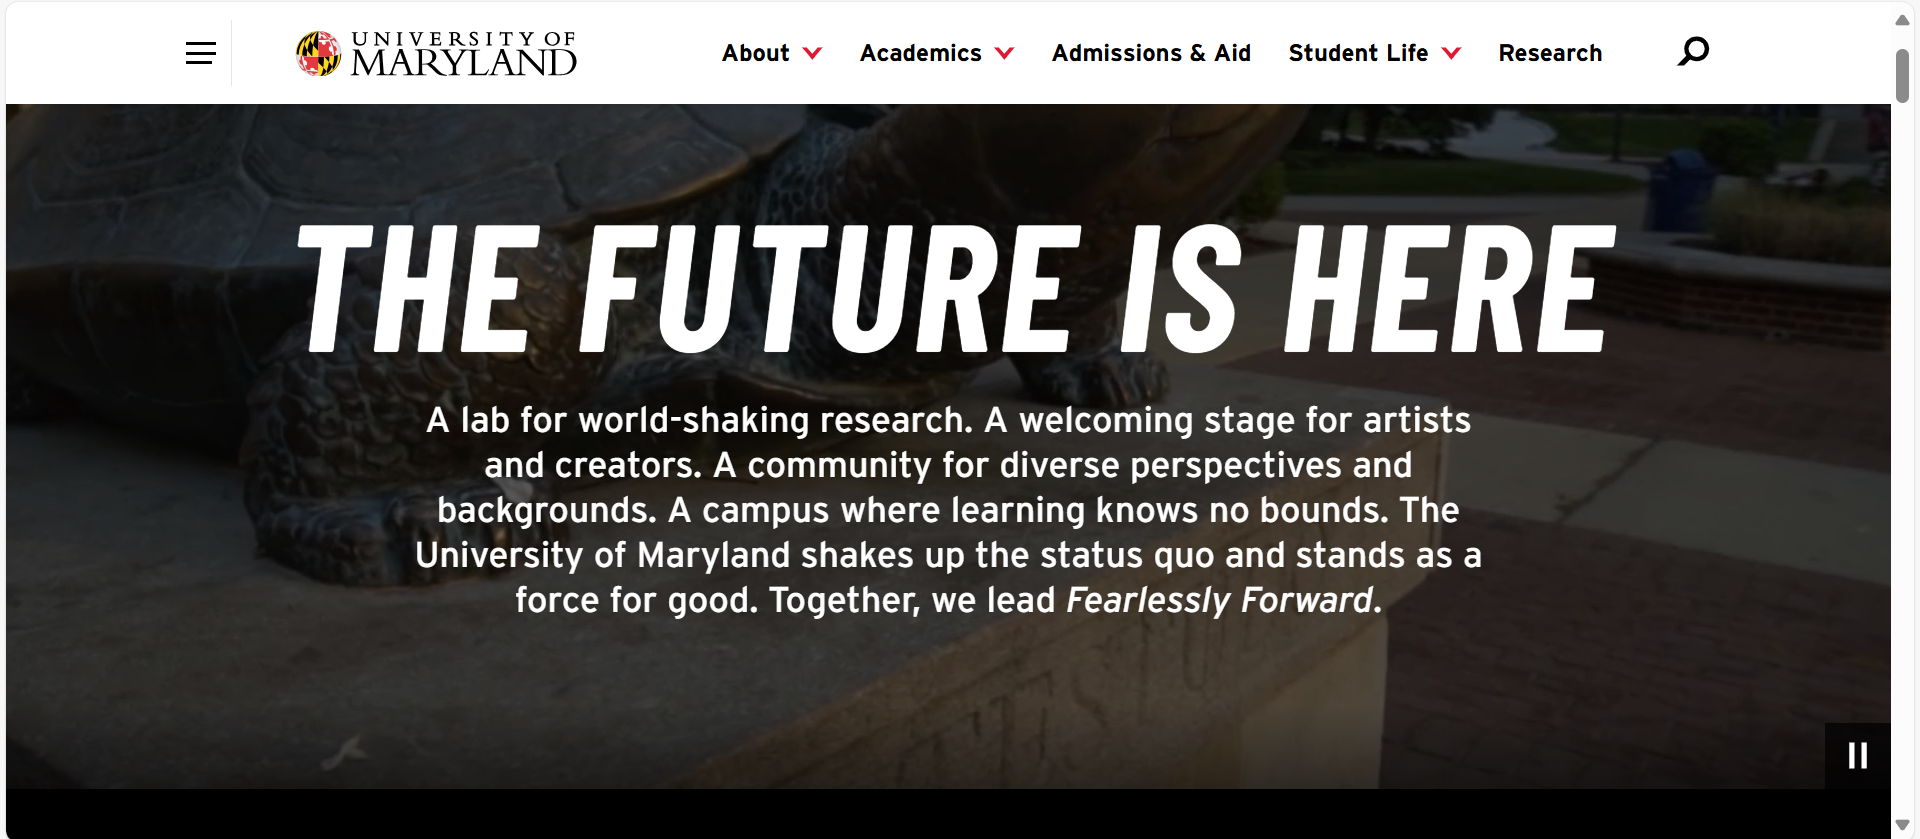 UNIVERSITY OF
MARYLAND
About
Academics
Admissions & Aid
Student Life
Research
THE FUTURE IS HERE
A lab for world-shaking research. A welcoming stage for artists
and creators. A community for diverse perspectives and
backgrounds. A campus where learning knows no bounds. The
University of Maryland shakes up the status quo and stands as a
force for good. Together, we lead Fearlessly Forward.